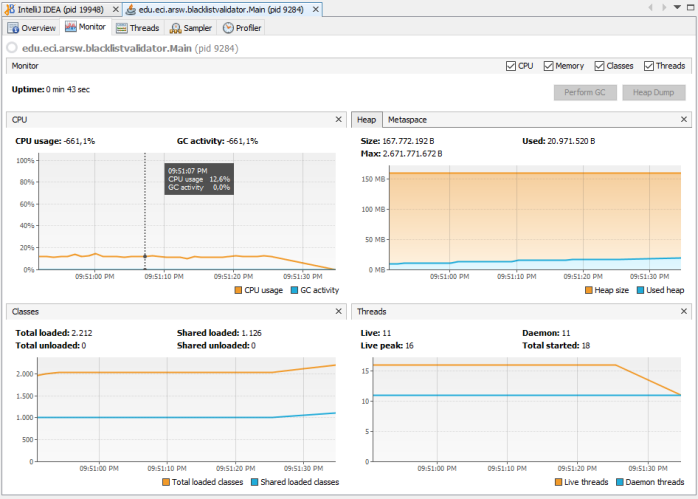 IntelliJ IDEA (pid 19948) × edu.eci.arsw.blacklistvalidator.Main (pid 9284) ×
Overview Monitor Threads Sampler Profiler
edu.eci.arsw.blacklistvalidator.Main (pid 9284)
Monitor CPU Memory Classes Threads
Uptime: 0 min 43 sec Perform GC Heap Dump
CPU ×
CPU usage: -661,1% GC activity: -661,1%
100%
80%
60%
40%
20%
0%
09:51:07 PM
CPU usage 12,6%
GC activity 0,0%
09:51:00 PM 09:51:10 PM 09:51:20 PM 09:51:30 PM
CPU usage GC activity
Heap Metaspace ×
Size: 167.772.192 B Used: 20.971.520 B
Max: 2.671.771.672 B
150 MB
50 MB
0 MB
09:51:00 PM 09:51:10 PM 09:51:20 PM 09:51:30 PM
Heap size Used heap
Classes ×
Total loaded: 2.212 Shared loaded: 1.126
Total unloaded: 0 Shared unloaded: 0
2.000
1.500
1.000
500
0
09:51:00 PM 09:51:10 PM 09:51:20 PM 09:51:30 PM
Total loaded classes Shared loaded classes
Threads ×
Live: 11 Daemon: 11
Live peak: 16 Total started: 18
15
10
5
0
09:51:00 PM 09:51:10 PM 09:51:20 PM 09:51:30 PM
Live threads Daemon threads